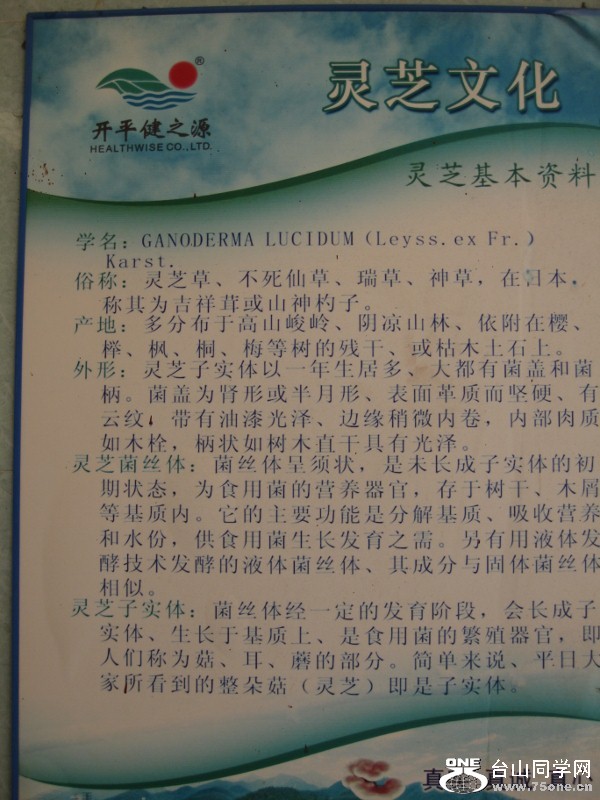 灵芝文化
®
开平健之源
HEALTHWISE CO.,LTD.
灵芝基本资料
学名：GANODERMA LUCIDUM（Leyss.ex Fr.）
Karst.
俗称：灵芝草、不死仙草、瑞草、神草，在日本，
称其为吉祥茸或山神杓子。
产地：多分布于高山峻岭、阴凉山林、依附在樱、
榉、枫、桐、梅等树的残干、或枯木土石上。
外形：灵芝子实体以一年生居多、大都有菌盖和菌
柄。菌盖为肾形或半月形、表面革质而坚硬、有
云纹，带有油漆光泽、边缘稍微内卷，内部肉质
如木栓，柄状如树木直干具有光泽。
灵芝菌丝体：菌丝体呈须状，是未长成子实体的初
期状态，为食用菌的营养器官，存于树干、木屑
等基质内。它的主要功能是分解基质、吸收营养
和水份，供食用菌生长发育之需。另有用液体发
酵技术发酵的液体菌丝体、其成分与固体菌丝体
相似。
灵芝子实体：菌丝体经一定的发育阶段，会长成子
实体、生长于基质上、是食用菌的繁殖器官，即
人们称为菇、耳、蘑的部分。简单来说、平日大
家所看到的整朵菇（灵芝）即是子实体。
真
ONE 台山同学网
www.75one.cn